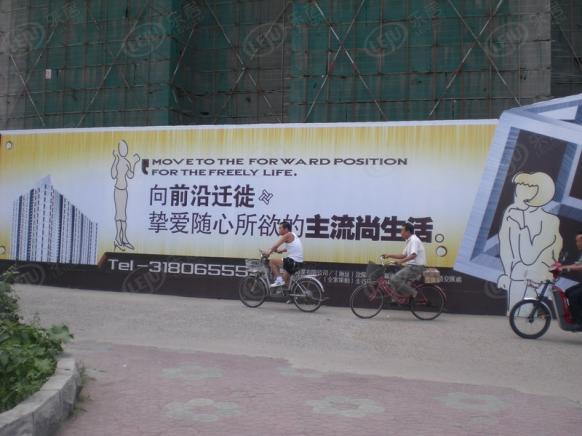 MOVE TO THE FORWARD POSITION
FOR THE FREELY LIFE.
向前沿迁徙
挚爱随心所欲的主流尚生活。
Tel-31806555